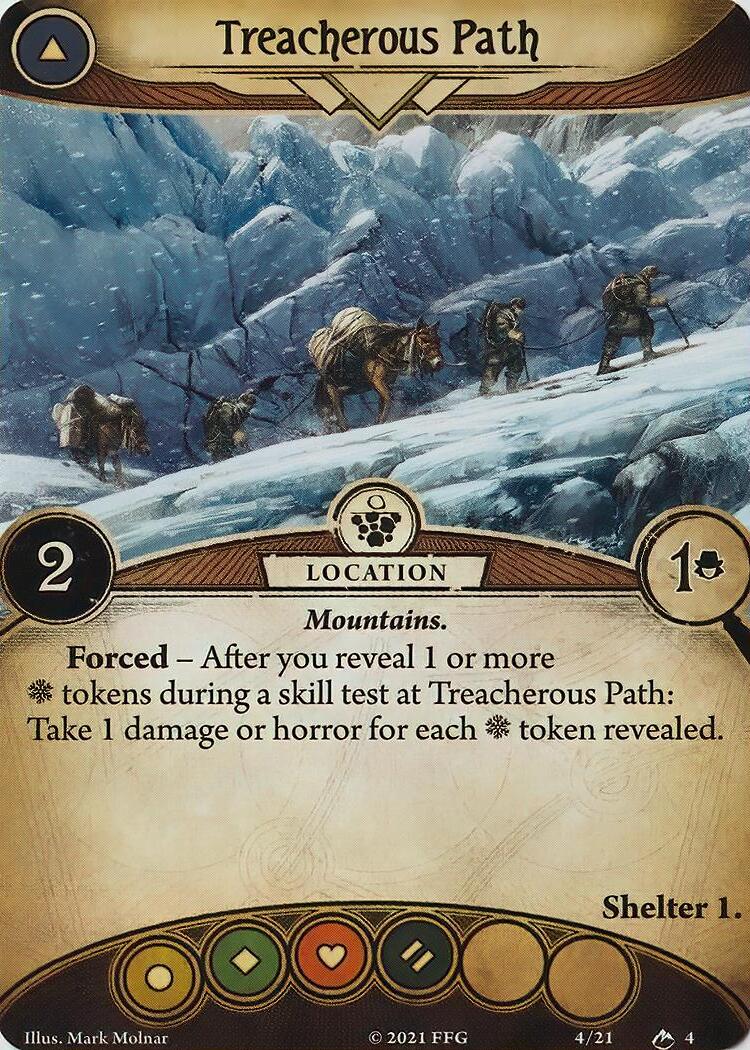 Treacherous Path
2
1
LOCATION
Mountains.
Forced – After you reveal 1 or more
tokens during a skill test at Treacherous Path:
Take 1 damage or horror for each token revealed.
Shelter 1.
Illus. Mark Molnar © 2021 FFG 4/21 4